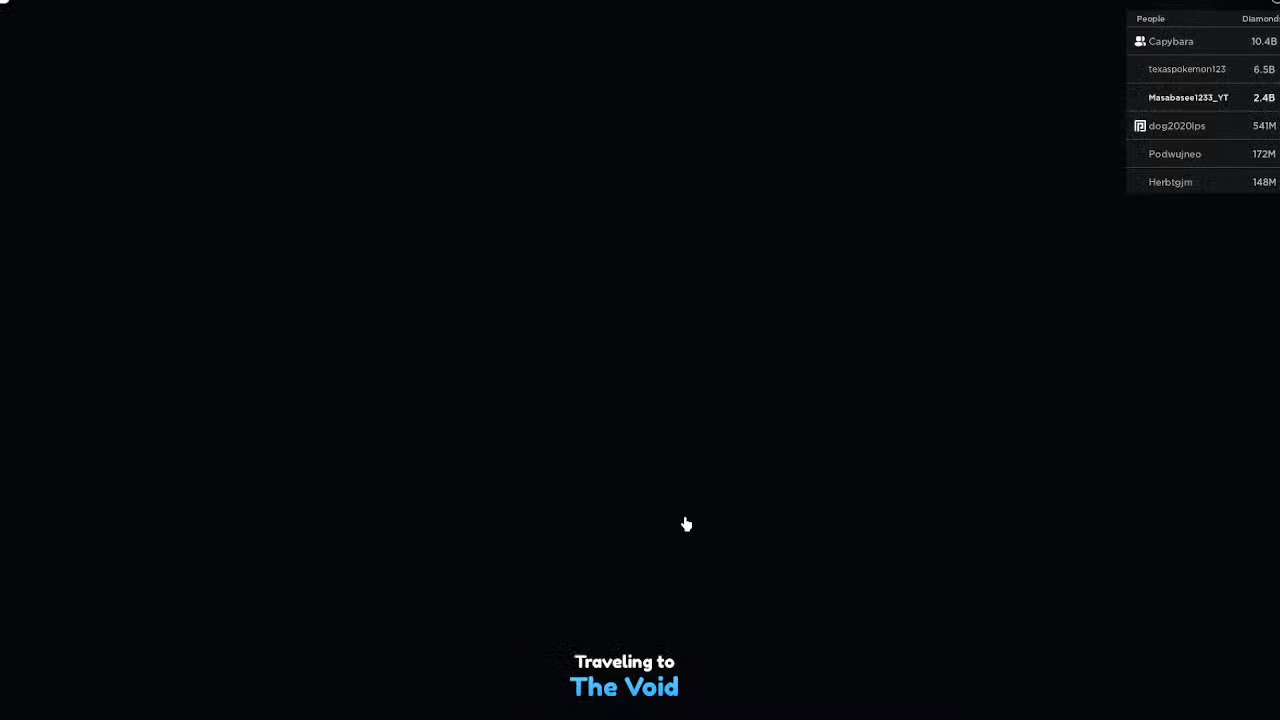 People Diamond
Capybara 10.4B
texaspokemon123 6.5B
Masabasee1233_YT 2.4B
dog2020lps 541M
Podwujneo 172M
Herbtgjm 148M
Traveling to
The Void